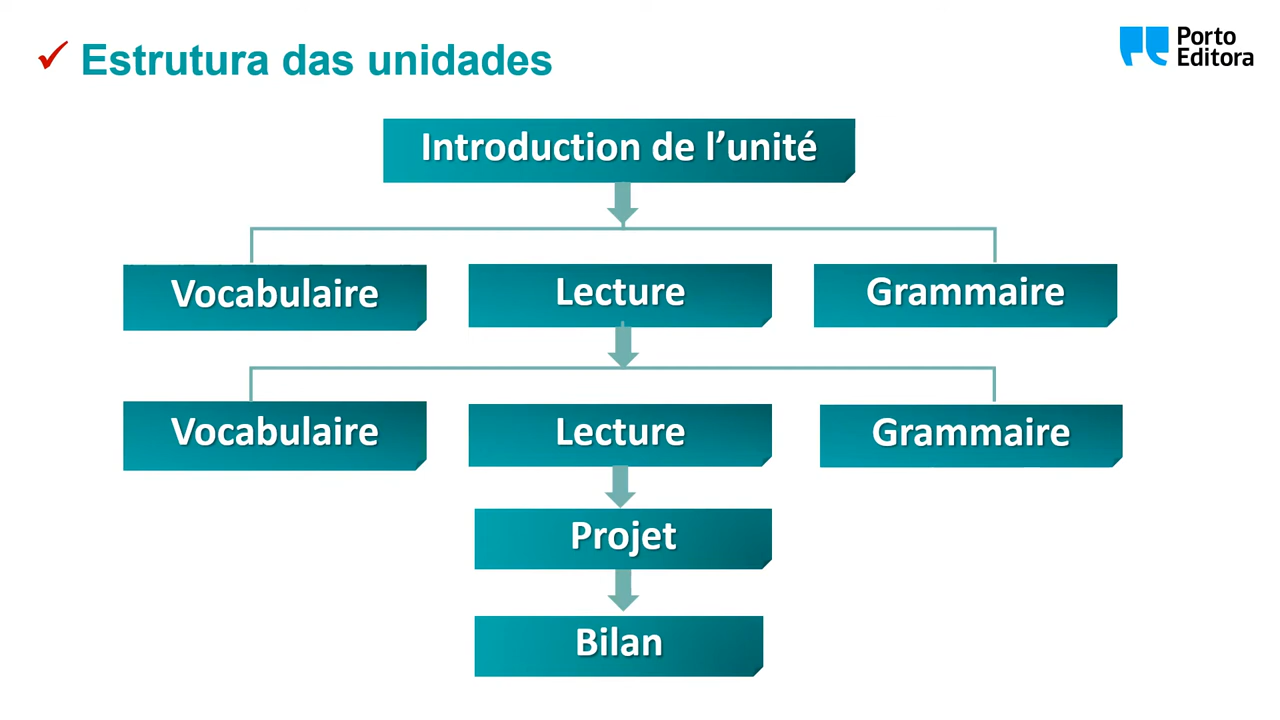 Estrutura das unidades
Porto
Editora
Introduction de l’unité
Vocabulaire
Lecture
Grammaire
Vocabulaire
Lecture
Grammaire
Projet
Bilan